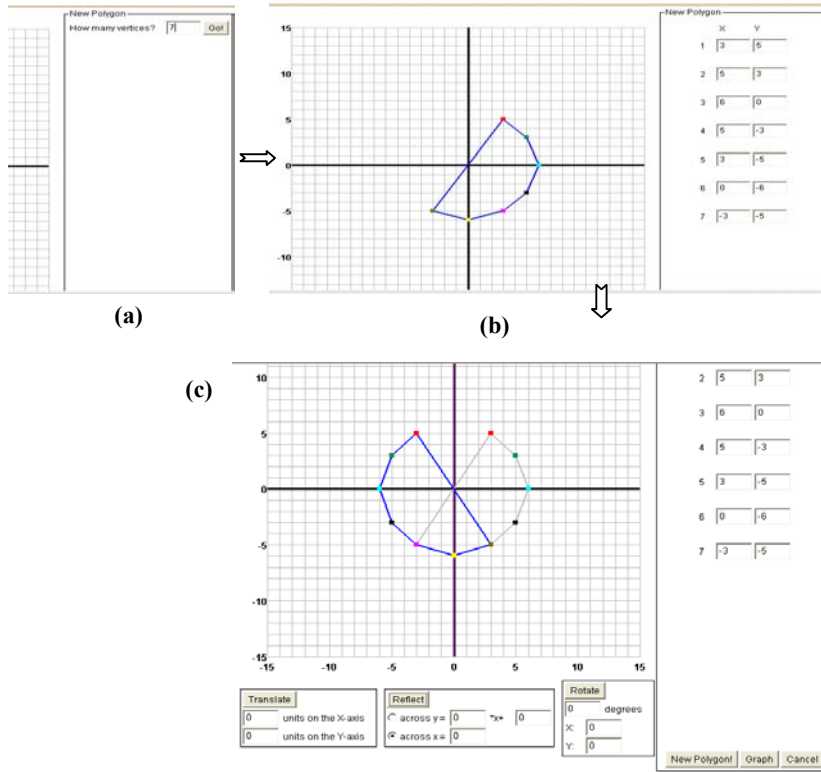 New Polygon
How many vertices? 7 Go!
(a)
15
10
5
0
-5
-10
New Polygon
X Y
1 3 5
2 5 3
3 6 0
4 5 -3
5 3 -5
6 0 -6
7 -3 -5
(b)
(c)
10
5
0
-5
-10
-15
-15 -10 -5 0 5 10 15
2 5 3
3 6 0
4 5 -3
5 3 -5
6 0 -6
7 -3 -5
Translate
0 units on the X-axis
0 units on the Y-axis
Reflect
across y = 0 *x+ 0
across x = 0
Rotate
0 degrees
X: 0
Y: 0
New Polygon! Graph Cancel